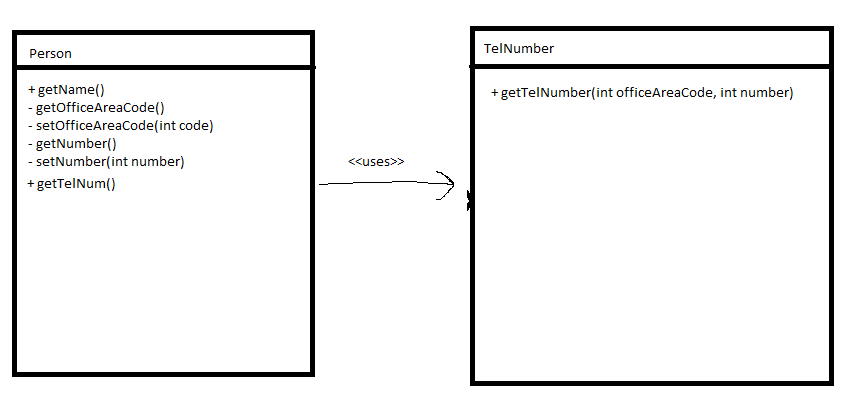 Person
+ getName()
- getOfficeAreaCode()
- setOfficeAreaCode(int code)
- getNumber()
- setNumber(int number)
+ getTelNum()
<<uses>>
TelNumber
+ getTelNumber(int officeAreaCode, int number)